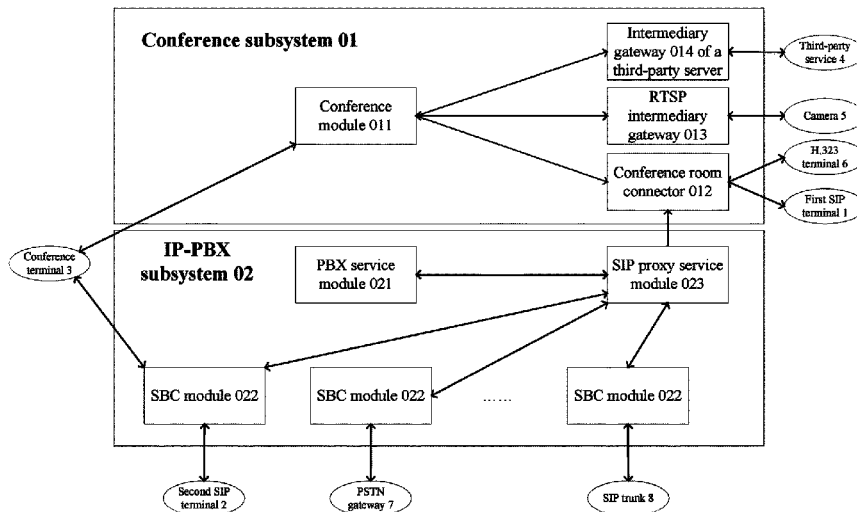 Conference subsystem 01
Intermediary
gateway 014 of a
third-party server
Third-party
service 4
Conference
module 011
RTSP
intermediary
gateway 013
Camera 5
H.323
terminal 6
Conference room
connector 012
First SIP
terminal 1
IP-PBX
subsystem 02
Conference
terminal 3
PBX service
module 021
SIP proxy service
module 023
SBC module 022
SBC module 022
......
SBC module 022
Second SIP
terminal 2
PSTN
gateway 7
SIP trunk 8